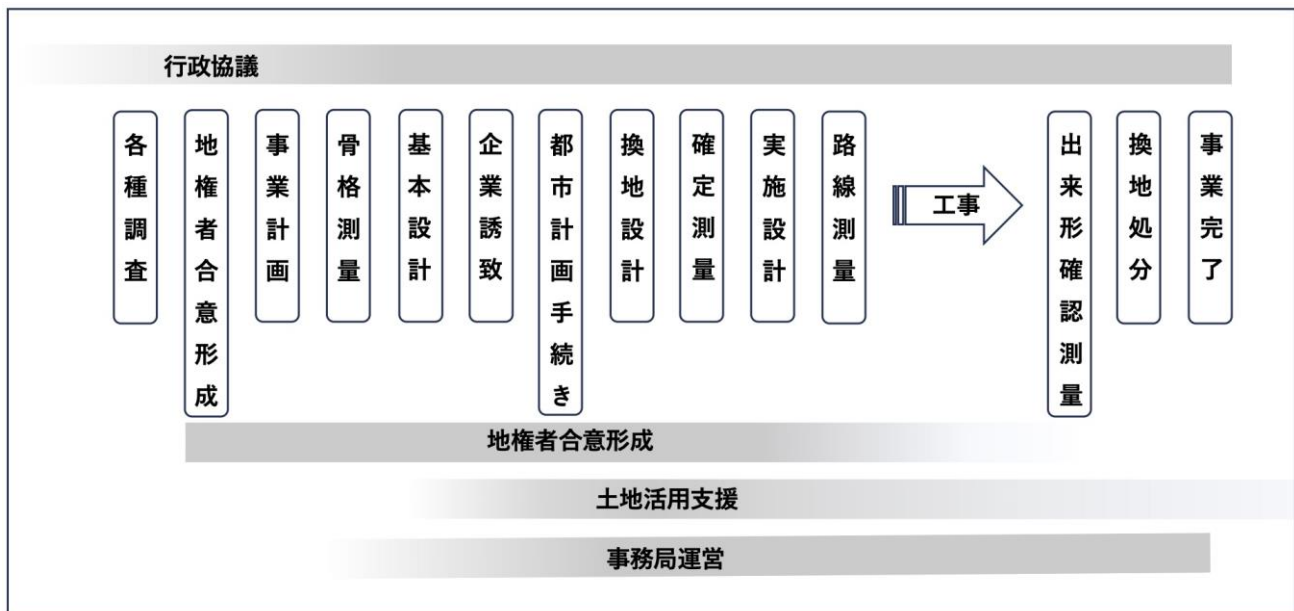 行政協議
各種調査
地権者合意形成
事業計画
骨格測量
基本設計
企業誘致
都市計画手続き
換地設計
確定測量
実施設計
路線測量
工事
出来形確認測量
換地処分
事業完了
地権者合意形成
土地活用支援
事務局運営